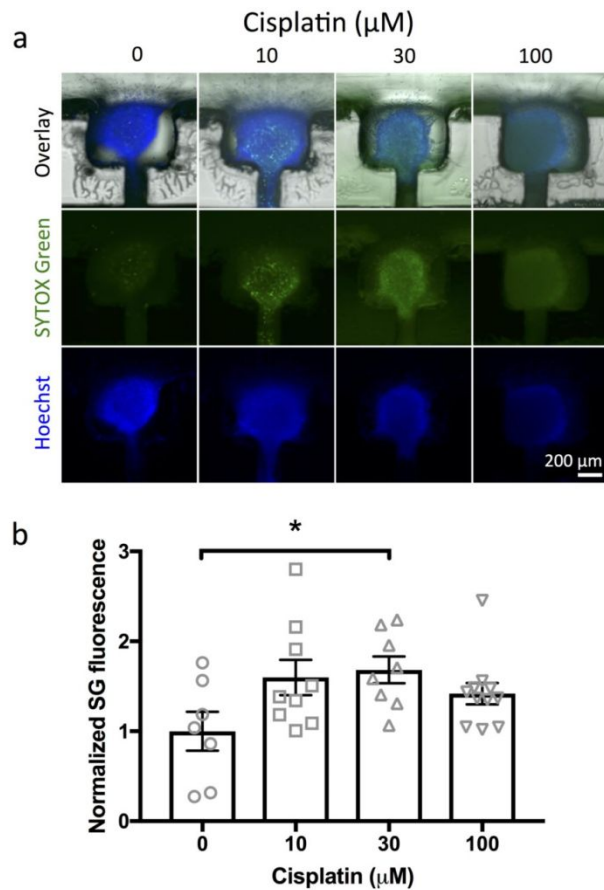 a
Cisplatin (μM)
0 10 30 100
Overlay
SYTOX Green
Hoechst
200 μm
b
*
Normalized SG fluorescence
3
2
1
0
0 10 30 100
Cisplatin (μM)